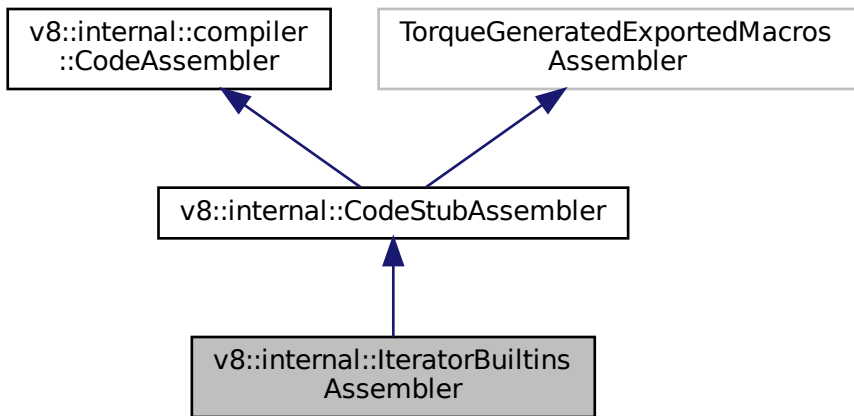 v8::internal::compiler
::CodeAssembler
TorqueGeneratedExportedMacros
Assembler
v8::internal::CodeStubAssembler
v8::internal::IteratorBuiltins
Assembler